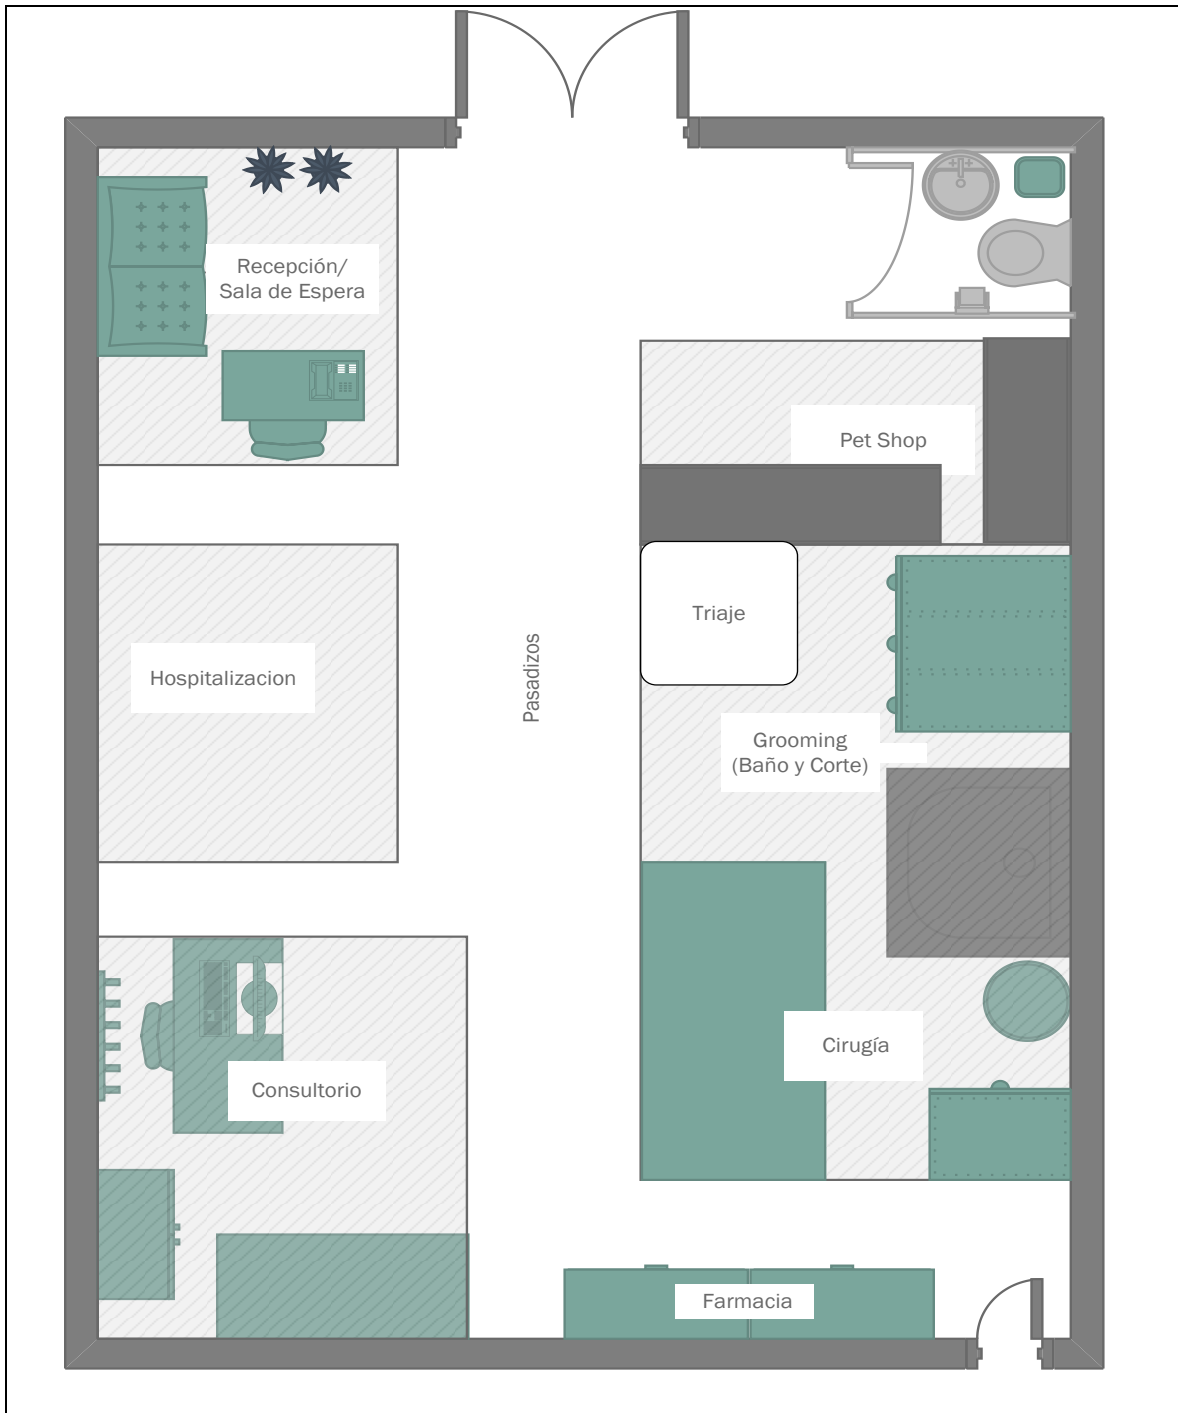 Recepción/
Sala de Espera
Pet Shop
Triaje
Hospitalizacion
Pasadizos
Grooming
(Baño y Corte)
Cirugía
Consultorio
Farmacia